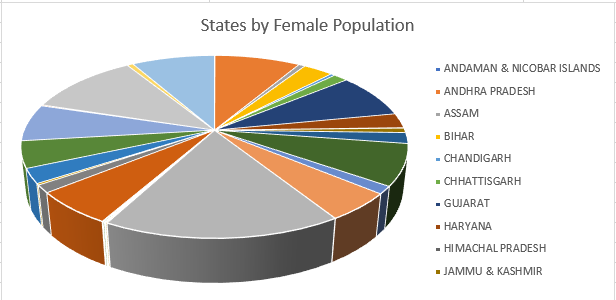 States by Female Population
ANDAMAN & NICOBAR ISLANDS
ANDHRA PRADESH
ASSAM
BIHAR
CHANDIGARH
CHHATTISGARH
GUJARAT
HARYANA
HIMACHAL PRADESH
JAMMU & KASHMIR